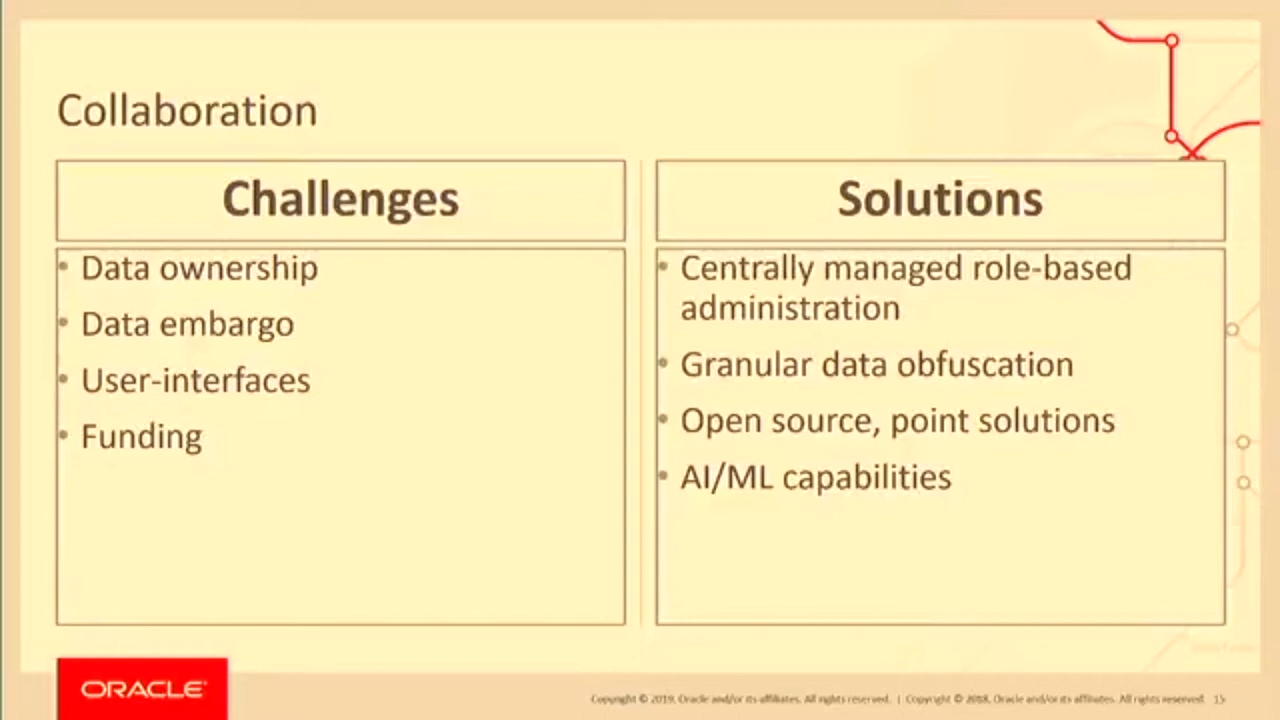 Collaboration
Challenges
• Data ownership
• Data embargo
• User-interfaces
• Funding
Solutions
• Centrally managed role-based
administration
• Granular data obfuscation
• Open source, point solutions
• AI/ML capabilities
ORACLE®
Copyright © 2019, Oracle and/or its affiliates. All rights reserved. | Copyright © 2018, Oracle and/or its affiliates. All rights reserved. 15